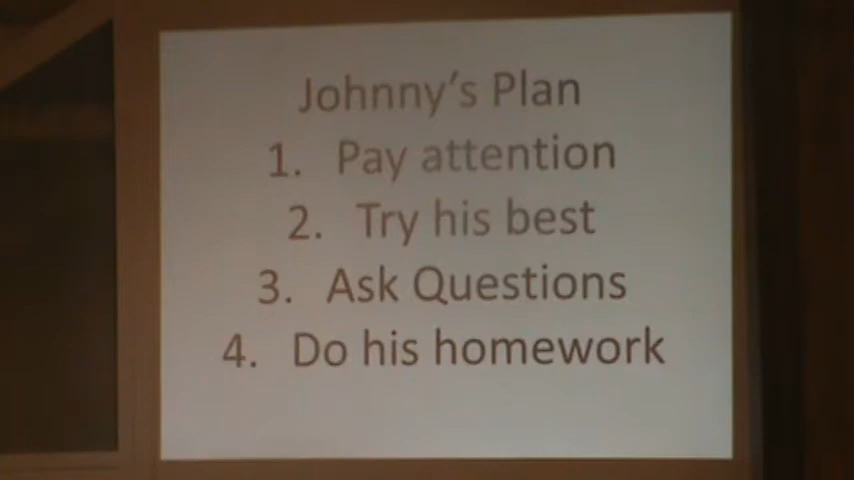 Johnny's Plan
1. Pay attention
2. Try his best
3. Ask Questions
4. Do his homework